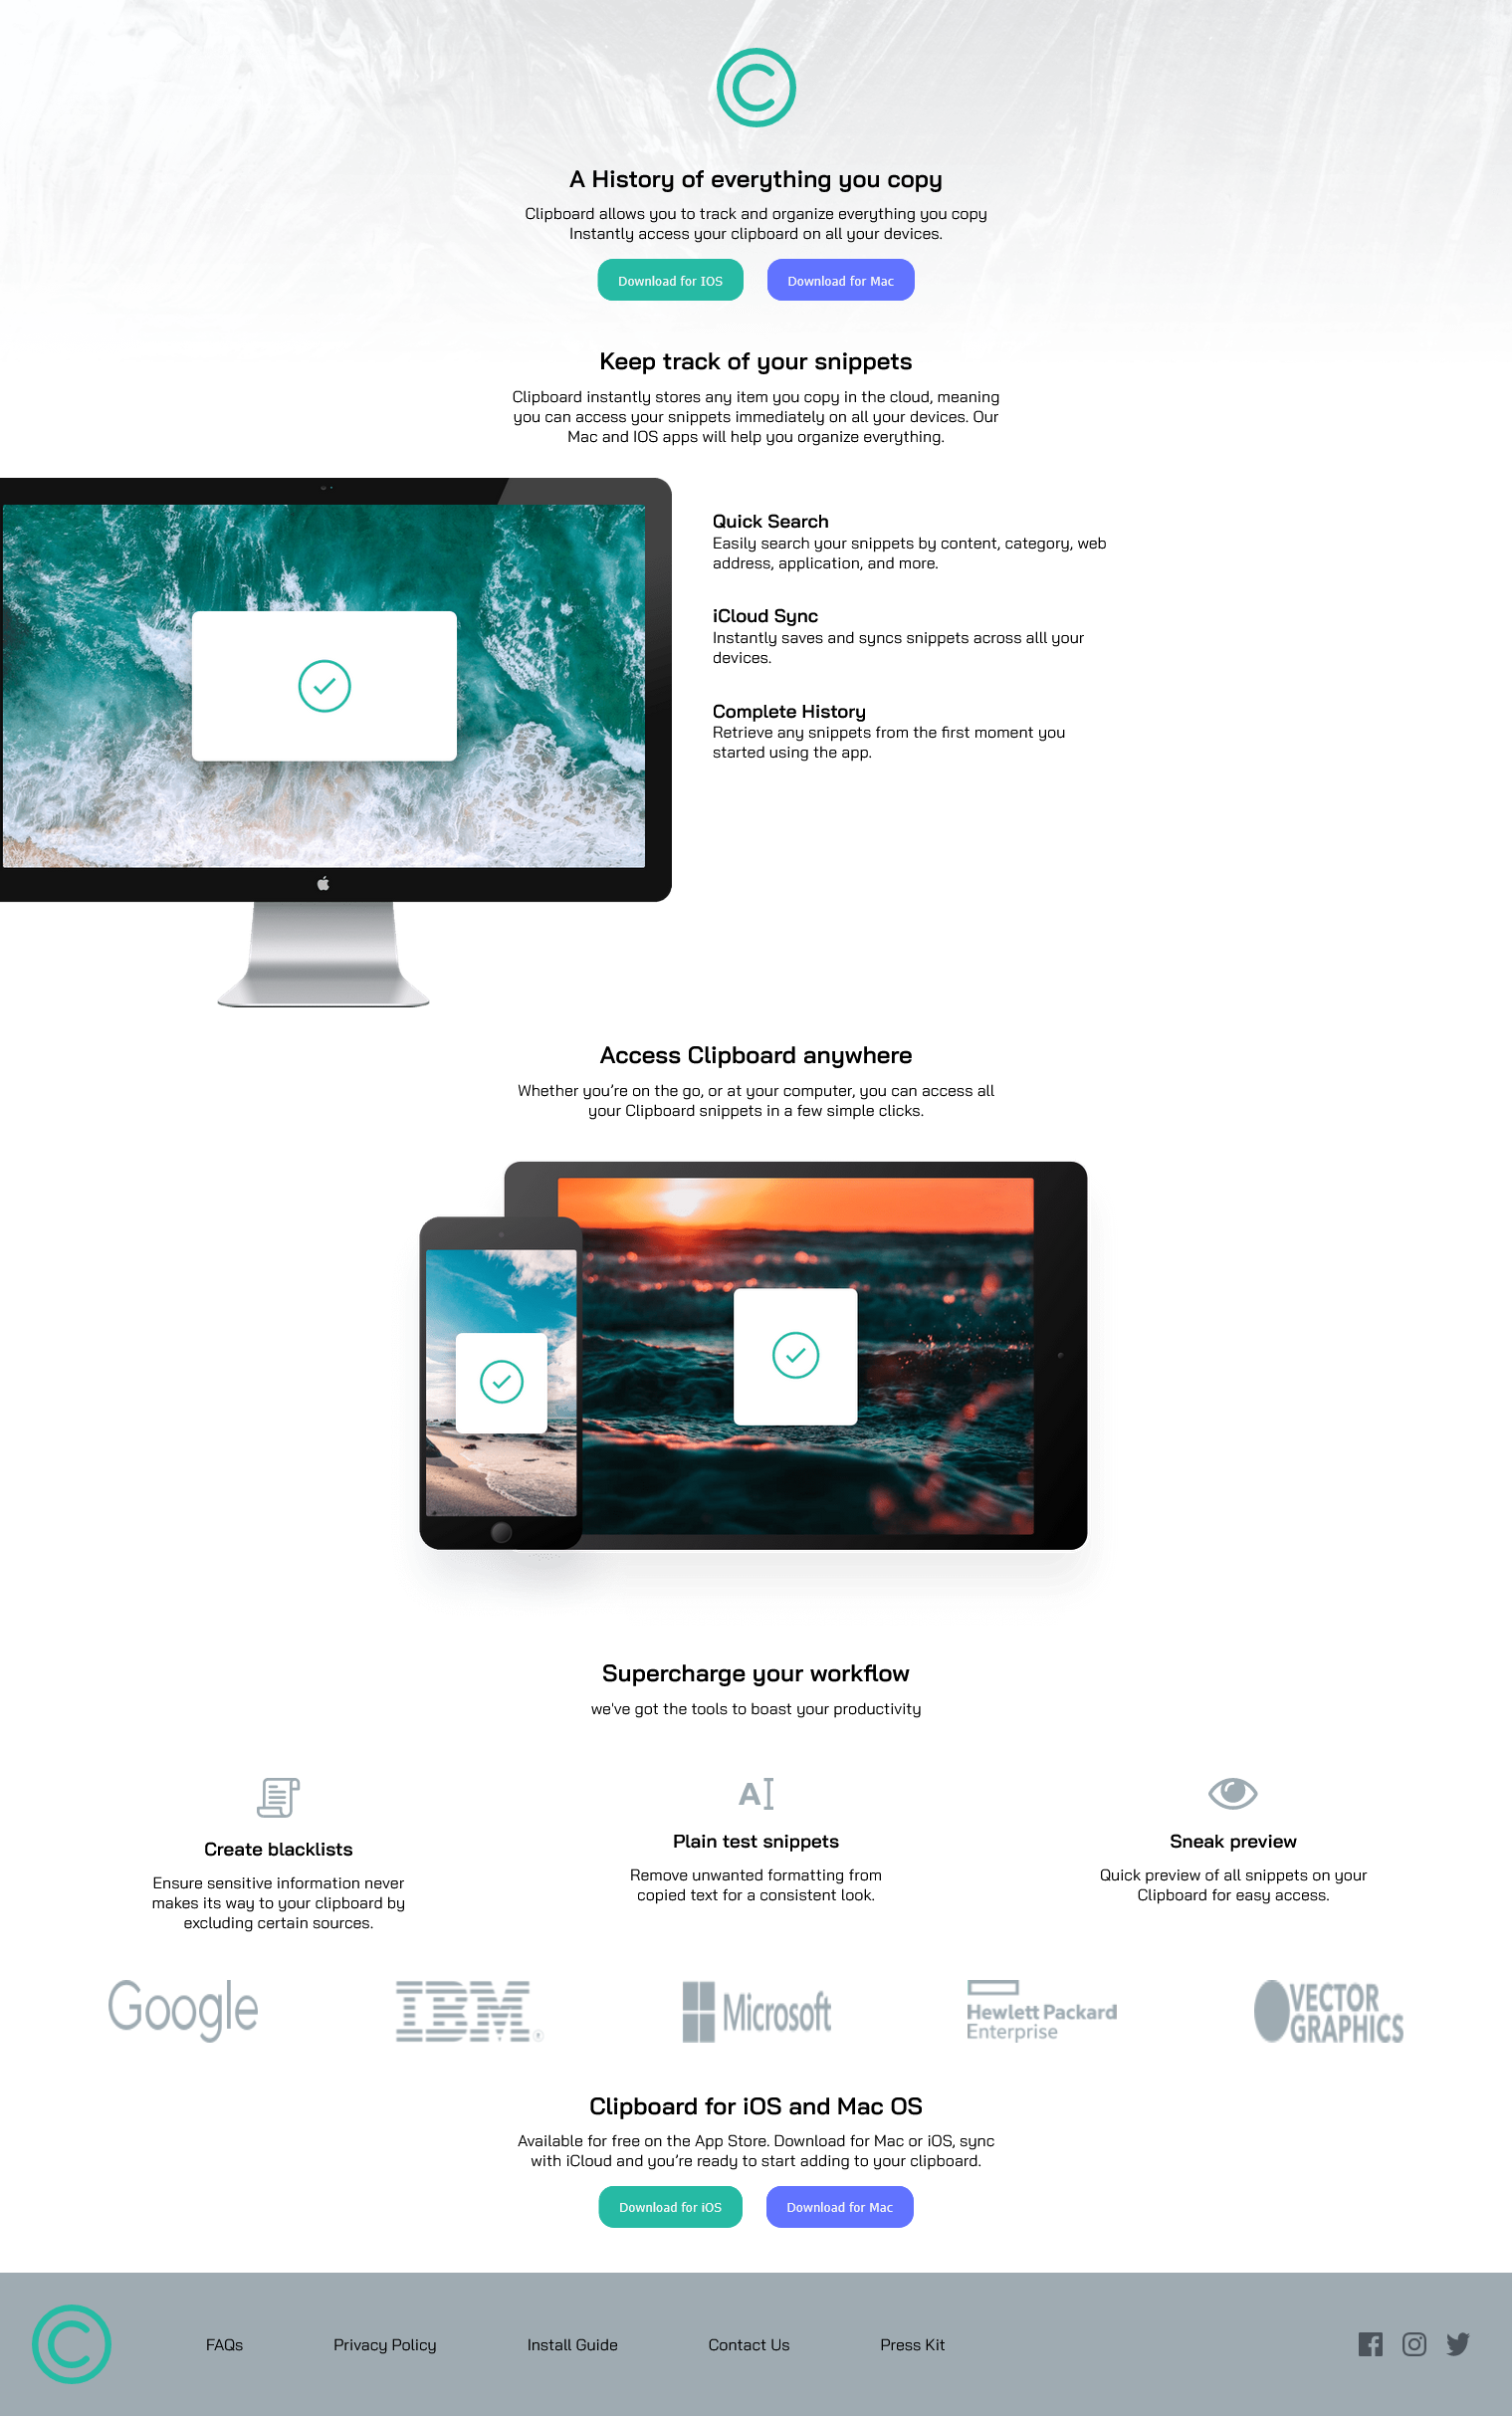 A History of everything you copy
Clipboard allows you to track and organize everything you copy
Instantly access your clipboard on all your devices.
Download for IOS
Download for Mac
Keep track of your snippets
Clipboard instantly stores any item you copy in the cloud, meaning
you can access your snippets immediately on all your devices. Our
Mac and IOS apps will help you organize everything.
Quick Search
Easily search your snippets by content, category, web
address, application, and more.
iCloud Sync
Instantly saves and syncs snippets across alll your
devices.
Complete History
Retrieve any snippets from the first moment you
started using the app.
Access Clipboard anywhere
Whether you’re on the go, or at your computer, you can access all
your Clipboard snippets in a few simple clicks.
Supercharge your workflow
we've got the tools to boast your productivity
Create blacklists
Ensure sensitive information never
makes its way to your clipboard by
excluding certain sources.
Plain test snippets
Remove unwanted formatting from
copied text for a consistent look.
Sneak preview
Quick preview of all snippets on your
Clipboard for easy access.
Google
IBM
Microsoft
Hewlett Packard
Enterprise
VECTOR
GRAPHICS
Clipboard for iOS and Mac OS
Available for free on the App Store. Download for Mac or iOS, sync
with iCloud and you’re ready to start adding to your clipboard.
Download for iOS
Download for Mac
FAQs
Privacy Policy
Install Guide
Contact Us
Press Kit